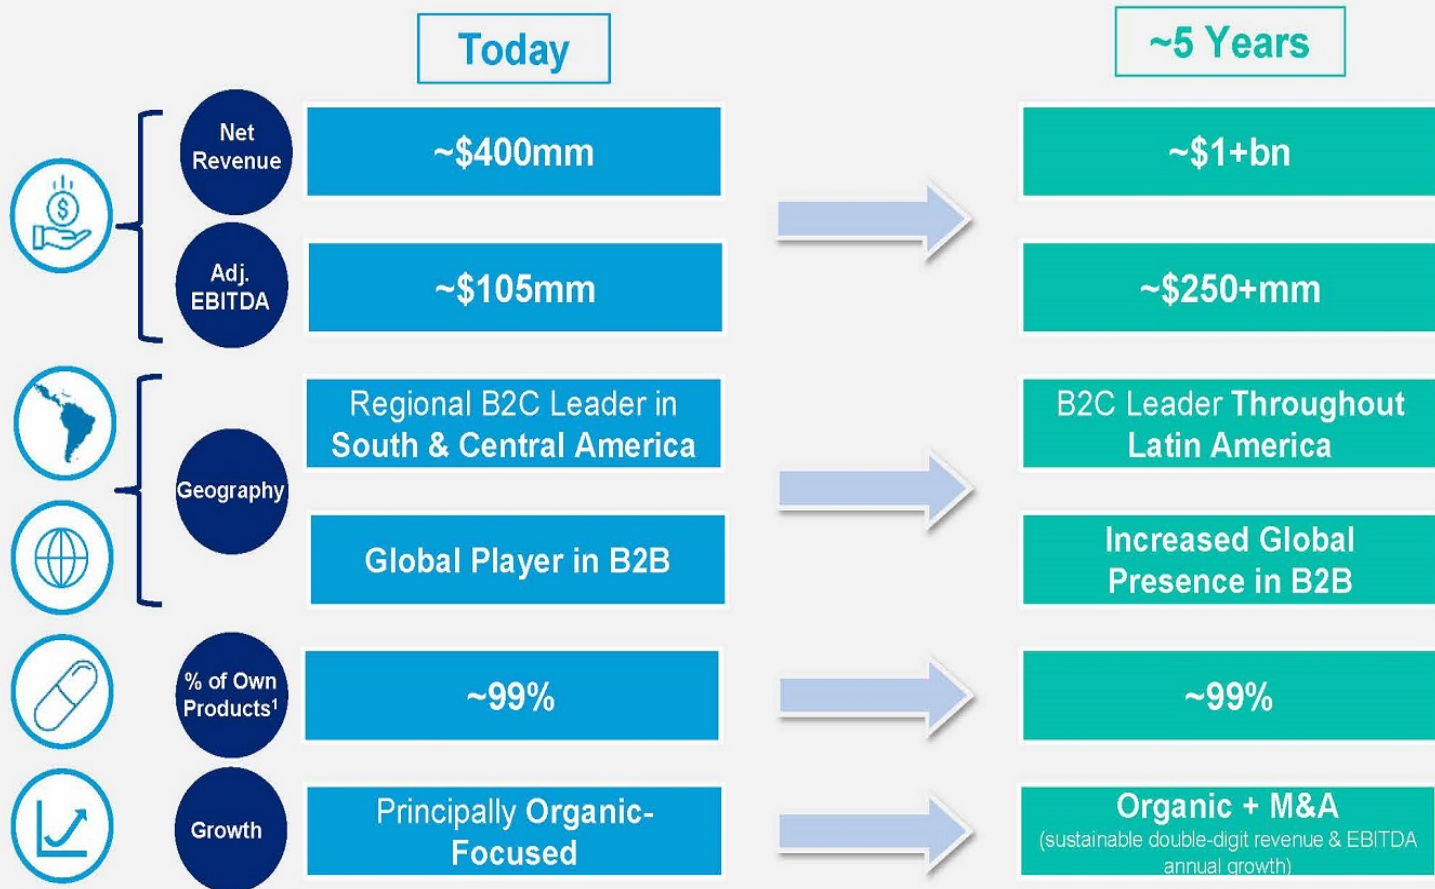 Today
~5 Years
Net
Revenue
~$400mm
~$1+bn
Adj.
EBITDA
~$105mm
~$250+mm
Geography
Regional B2C Leader in
South & Central America
B2C Leader Throughout
Latin America
Global Player in B2B
Increased Global
Presence in B2B
% of Own
Products¹
~99%
~99%
Growth
Principally Organic-
Focused
Organic + M&A
(sustainable double-digit revenue & EBITDA
annual growth)
$